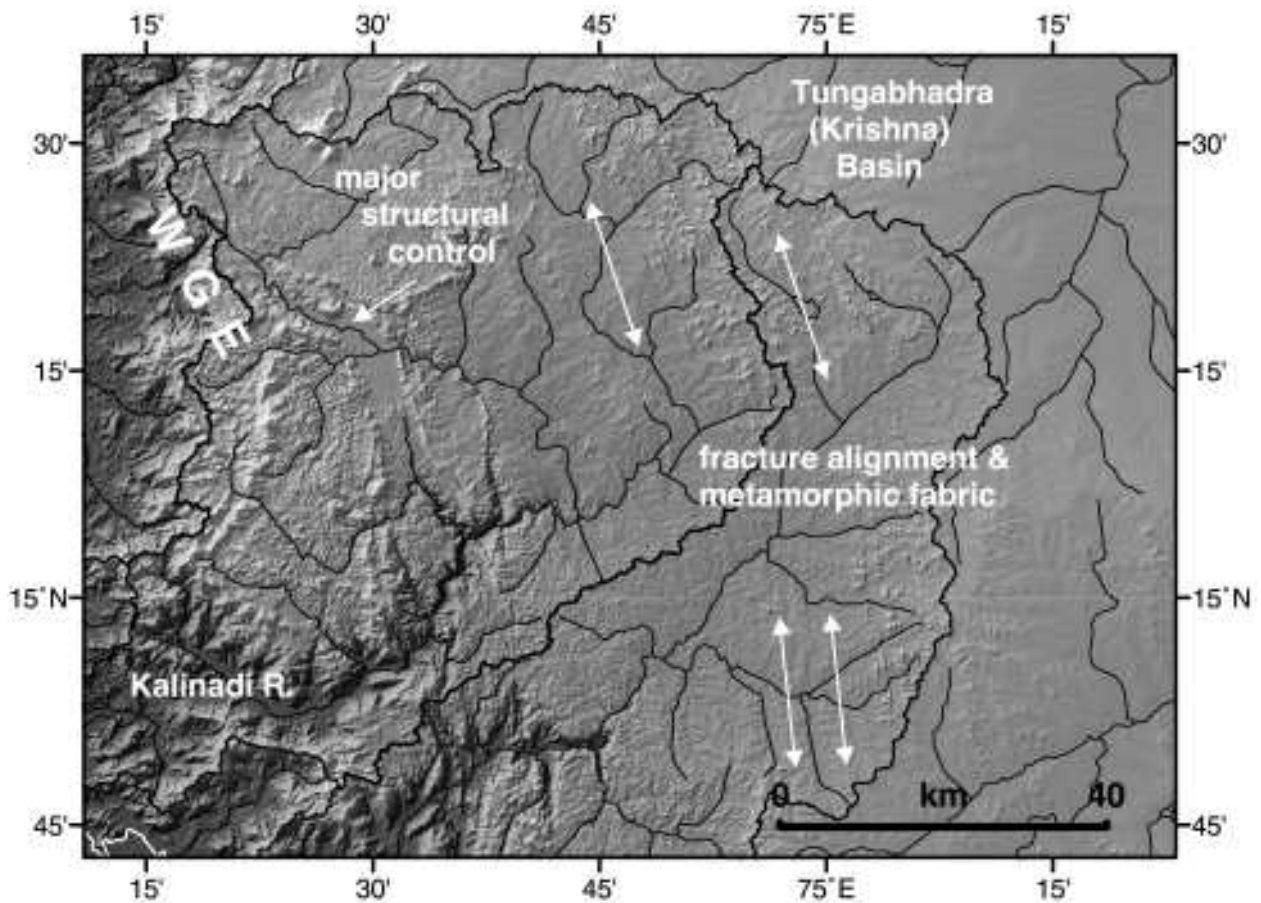 15' 30' 45' 75°E 15'
Tungabhadra
(Krishna)
Basin
30' 30'
major
structural
control
WGE
15' 15'
fracture alignment &
metamorphic fabric
15°N 15°N
Kalinadi R.
0 km 40
45' 45'
15' 30' 45' 75°E 15'